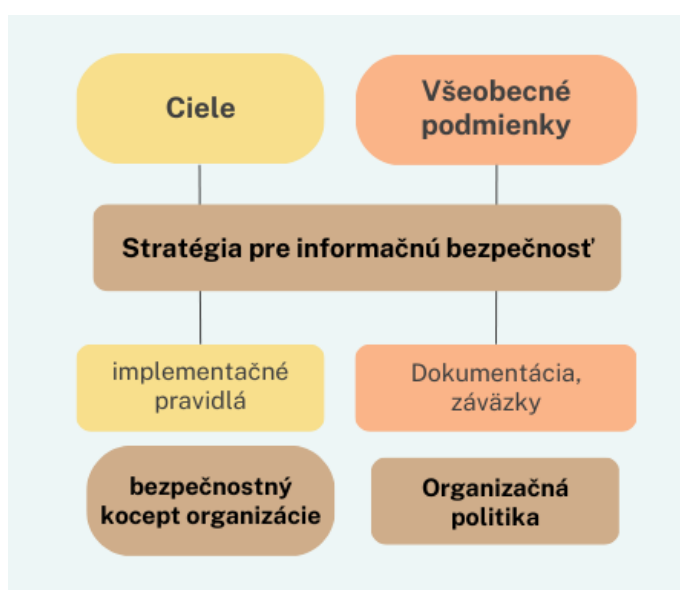 Ciele
Všeobecné
podmienky
Stratégia pre informačnú bezpečnosť
implementačné
pravidlá
Dokumentácia,
záväzky
bezpečnostný
kocept organizácie
Organizačná
politika